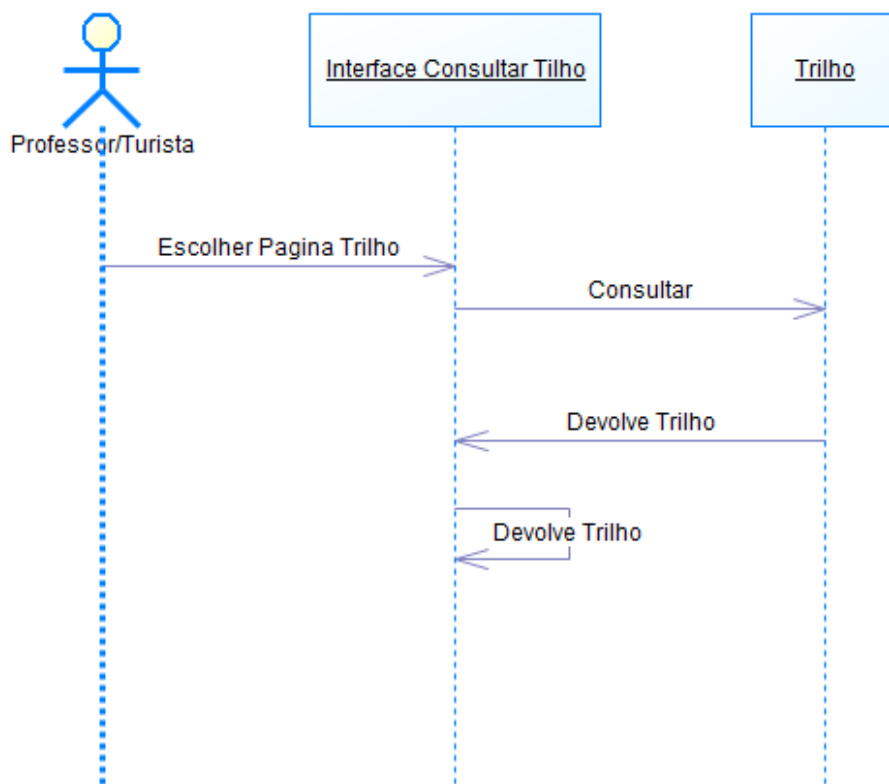 Interface Consultar Tilho
Trilho
Professor/Turista
Escolher Pagina Trilho
Consultar
Devolve Trilho
Devolve Trilho